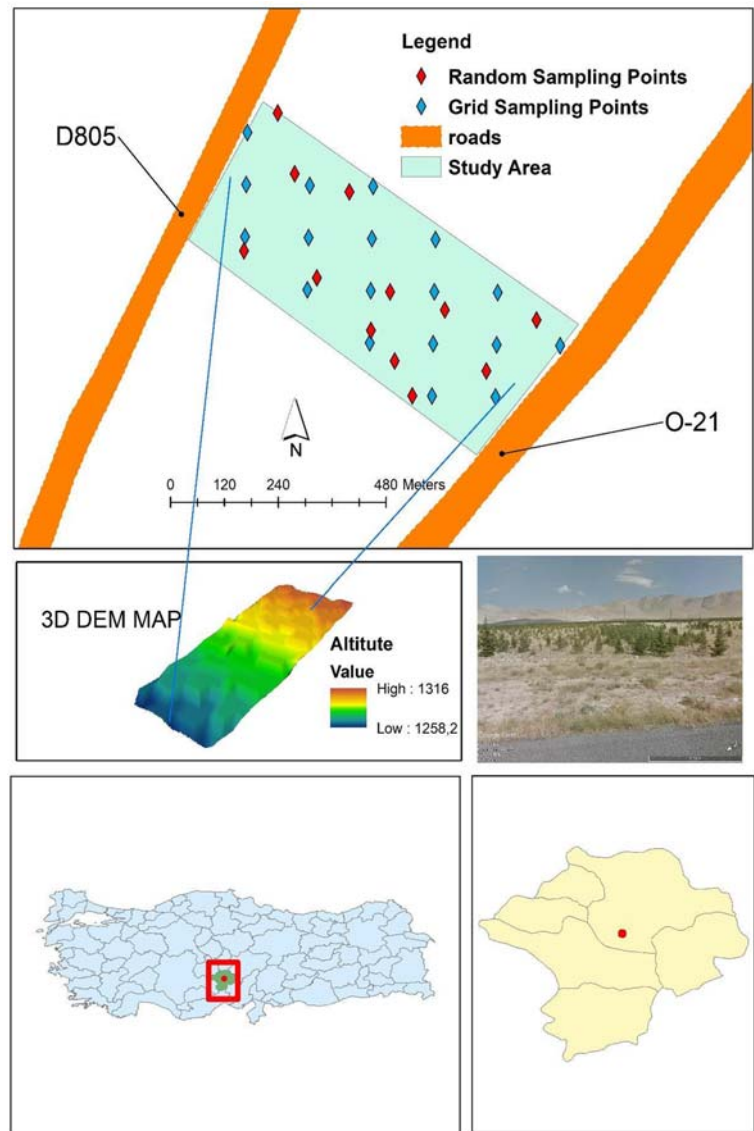 Legend
Random Sampling Points
Grid Sampling Points
roads
Study Area
D805
O-21
N
0 120 240 480 Meters
3D DEM MAP
Altitute
Value
High : 1316
Low : 1258,2